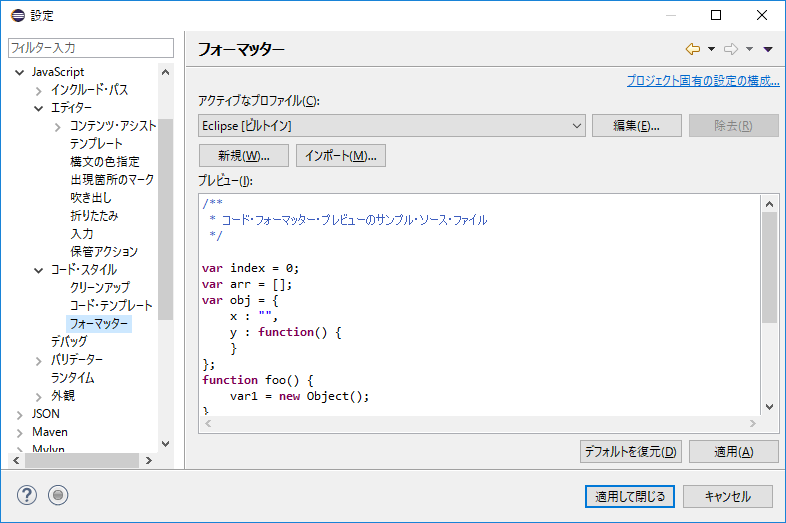 設定
フィルター入力
JavaScript
インクルード・パス
エディター
コンテンツ・アシスト
テンプレート
構文の色指定
出現箇所のマーク
吹き出し
折りたたみ
入力
保管アクション
コード・スタイル
クリーンアップ
コード・テンプレート
フォーマッター
デバッグ
バリデーター
ランタイム
外観
JSON
Maven
Mylyn
フォーマッター
プロジェクト固有の設定の構成...
アクティブなプロファイル(C):
Eclipse [ビルトイン]
編集(E)...
除去(R)
新規(W)...
インポート(M)...
プレビュー(I):
/**
 * コード・フォーマッター・プレビューのサンプル・ソース・ファイル
 */
var index = 0;
var arr = [];
var obj = {
    x : "",
    y : function() {
    }
};
function foo() {
    var1 = new Object();
}
デフォルトを復元(D)
適用(A)
適用して閉じる
キャンセル